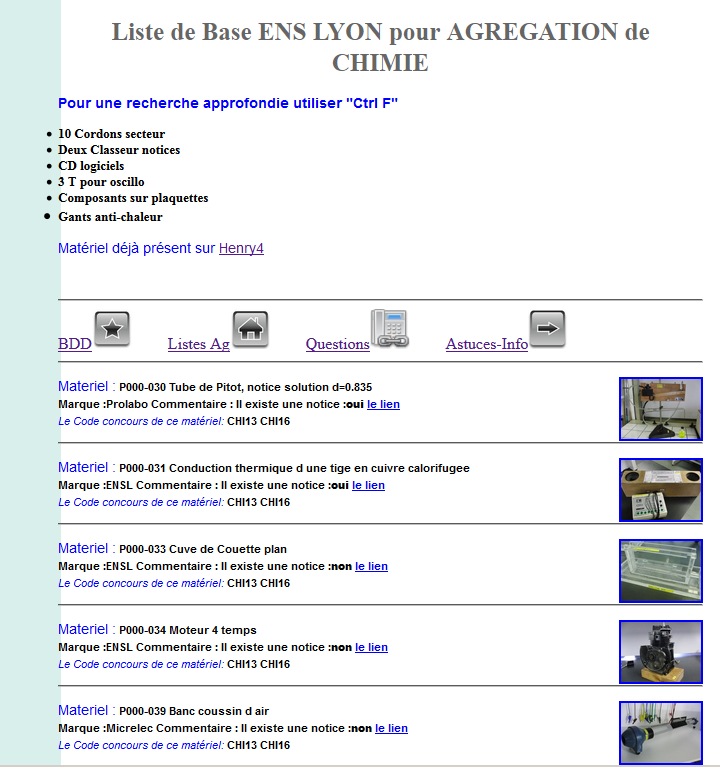 Liste de Base ENS LYON pour AGREGATION de
CHIMIE
Pour une recherche approfondie utiliser "Ctrl F"
10 Cordons secteur
Deux Classeur notices
CD logiciels
3 T pour oscillo
Composants sur plaquettes
Gants anti-chaleur
Matériel déjà présent sur Henry4
BDD Listes Ag Questions Astuces-Info
Materiel : P000-030 Tube de Pitot, notice solution d=0.835
Marque :Prolabo Commentaire : Il existe une notice :oui le lien
Le Code concours de ce matériel: CHI13 CHI16
Materiel : P000-031 Conduction thermique d une tige en cuivre calorifugee
Marque :ENSL Commentaire : Il existe une notice :oui le lien
Le Code concours de ce matériel: CHI13 CHI16
Materiel : P000-033 Cuve de Couette plan
Marque :ENSL Commentaire : Il existe une notice :non le lien
Le Code concours de ce matériel: CHI13 CHI16
Materiel : P000-034 Moteur 4 temps
Marque :ENSL Commentaire : Il existe une notice :non le lien
Le Code concours de ce matériel: CHI13 CHI16
Materiel : P000-039 Banc coussin d air
Marque :Micrelec Commentaire : Il existe une notice :non le lien
Le Code concours de ce matériel: CHI13 CHI16